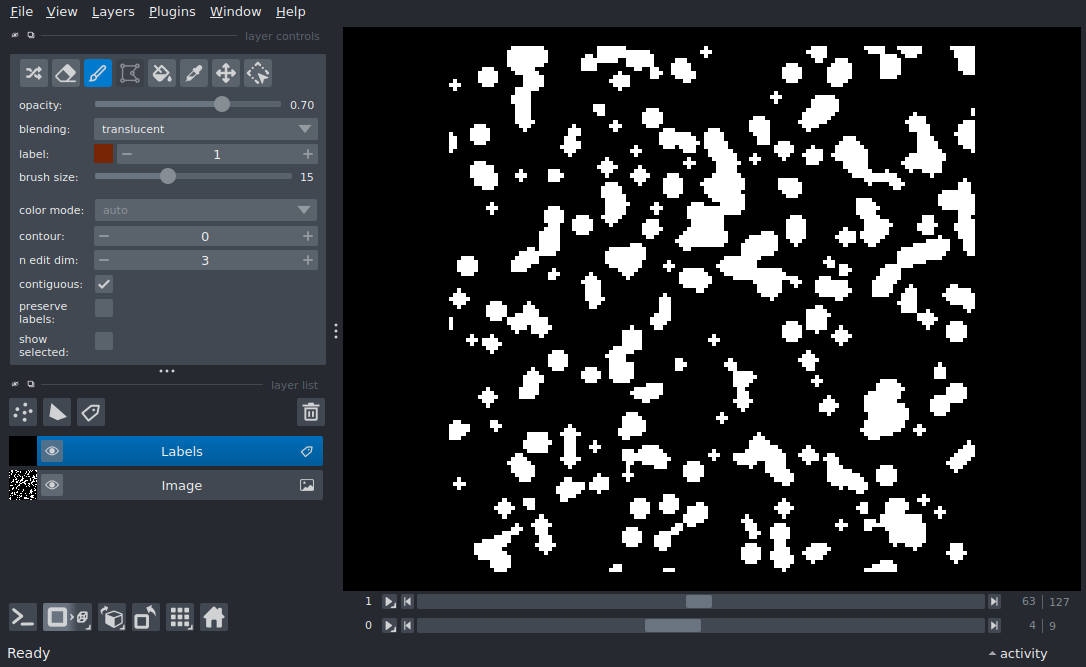 File View Layers Plugins Window Help
layer controls
opacity: 0.70
blending: translucent
label: 1
brush size: 15
color mode: auto
contour: 0
n edit dim: 3
contiguous:
preserve
labels:
show
selected:
layer list
Labels
Image
1 63 127
0 4 9
Ready activity